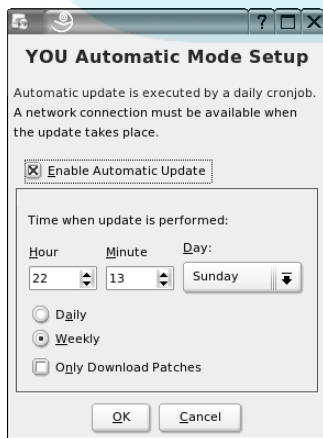 YOU Automatic Mode Setup
Automatic update is executed by a daily cronjob.
A network connection must be available when
the update takes place.
Enable Automatic Update
Time when update is performed:
Hour Minute Day:
22 13 Sunday
Daily
Weekly
Only Download Patches
OK Cancel